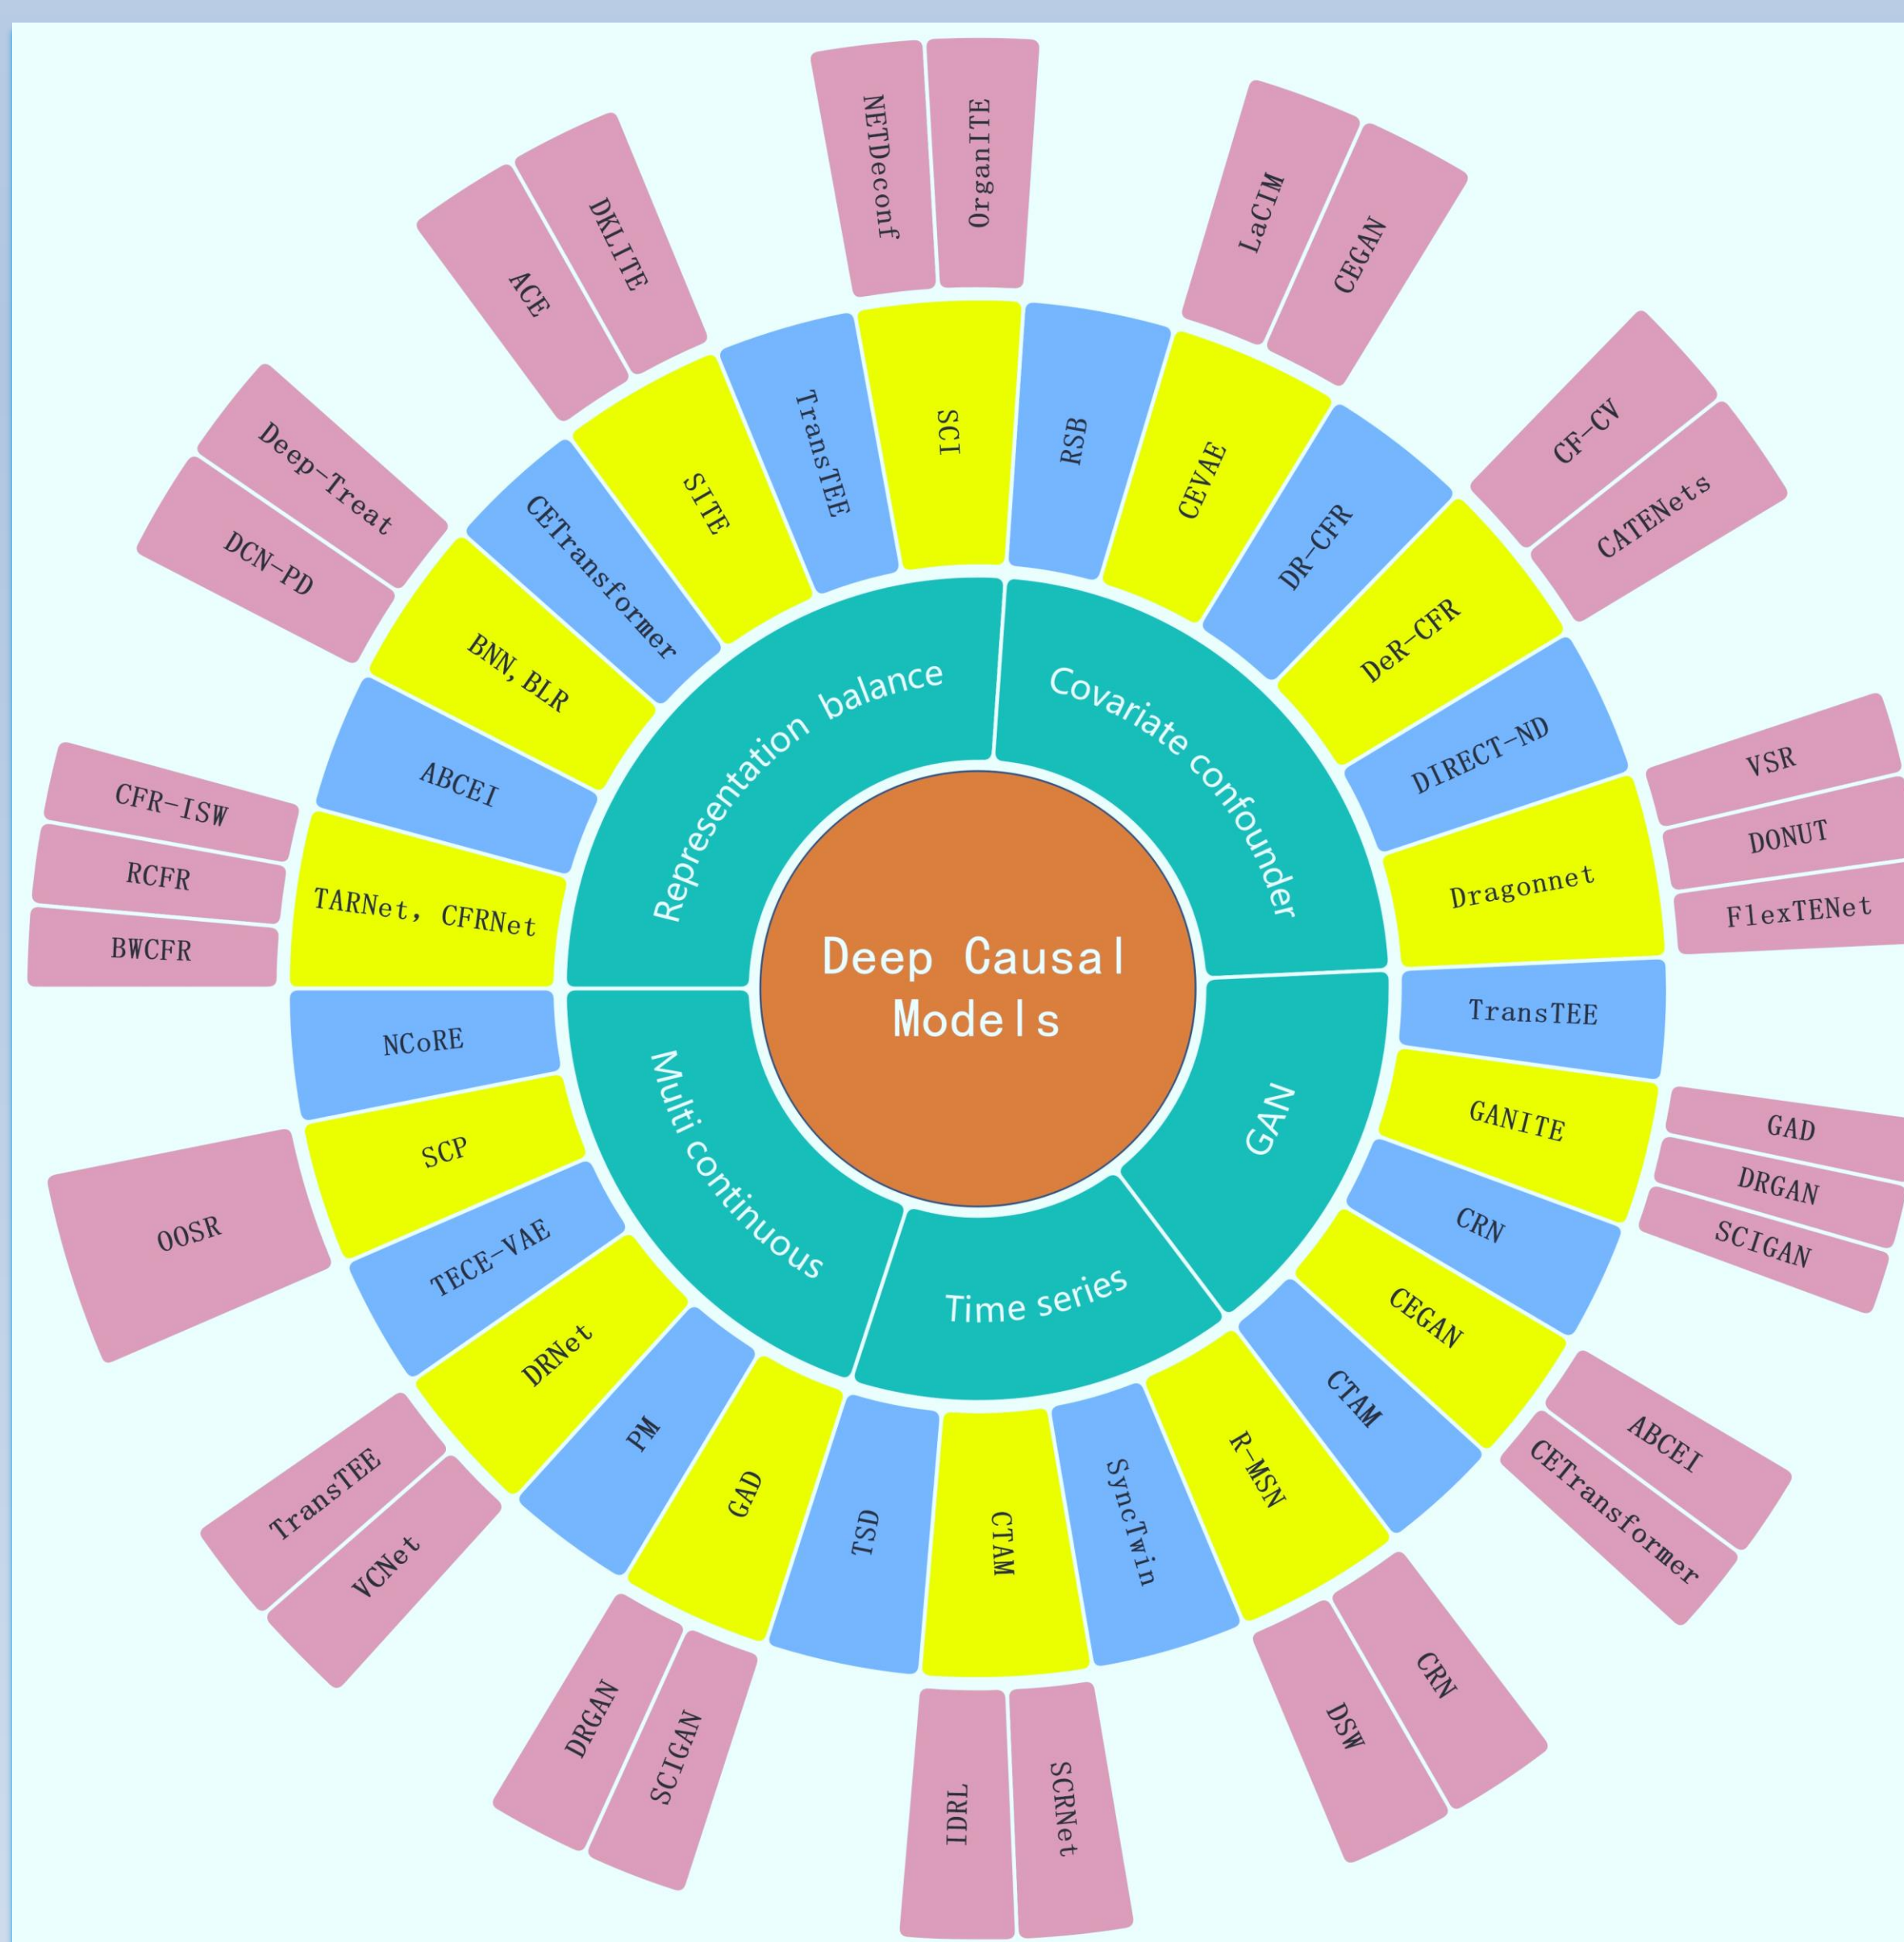 Deep Causal
Models
Representation balance
Covariate confounder
GAN
Time series
Multi continuous
TARNet, CFRNet
ABCEI
BNN, BLR
CETransformer
SITE
TransTEE
SCI
RSB
CEVAE
DR-CFR
DeR-CFR
DIRECT-ND
Dragonnet
TransTEE
GANITE
CRN
CEGAN
CTAM
R-MSN
SyncTwin
CTAM
TSD
GAD
PM
DRNet
TECE-VAE
SCP
NCoRE
BWCFR
RCFR
CFR-ISW
DCN-PD
Deep-Treat
ACE
DKLITE
NETDeconf
OrganITE
LaCIM
CEGAN
CF-CV
CATENets
VSR
DONUT
FlexTENet
GAD
DRGAN
SCIGAN
ABCEI
CETransformer
CRN
DSW
SCRNet
IDRL
SCIGAN
DRGAN
VCNet
TransTEE
OOSR